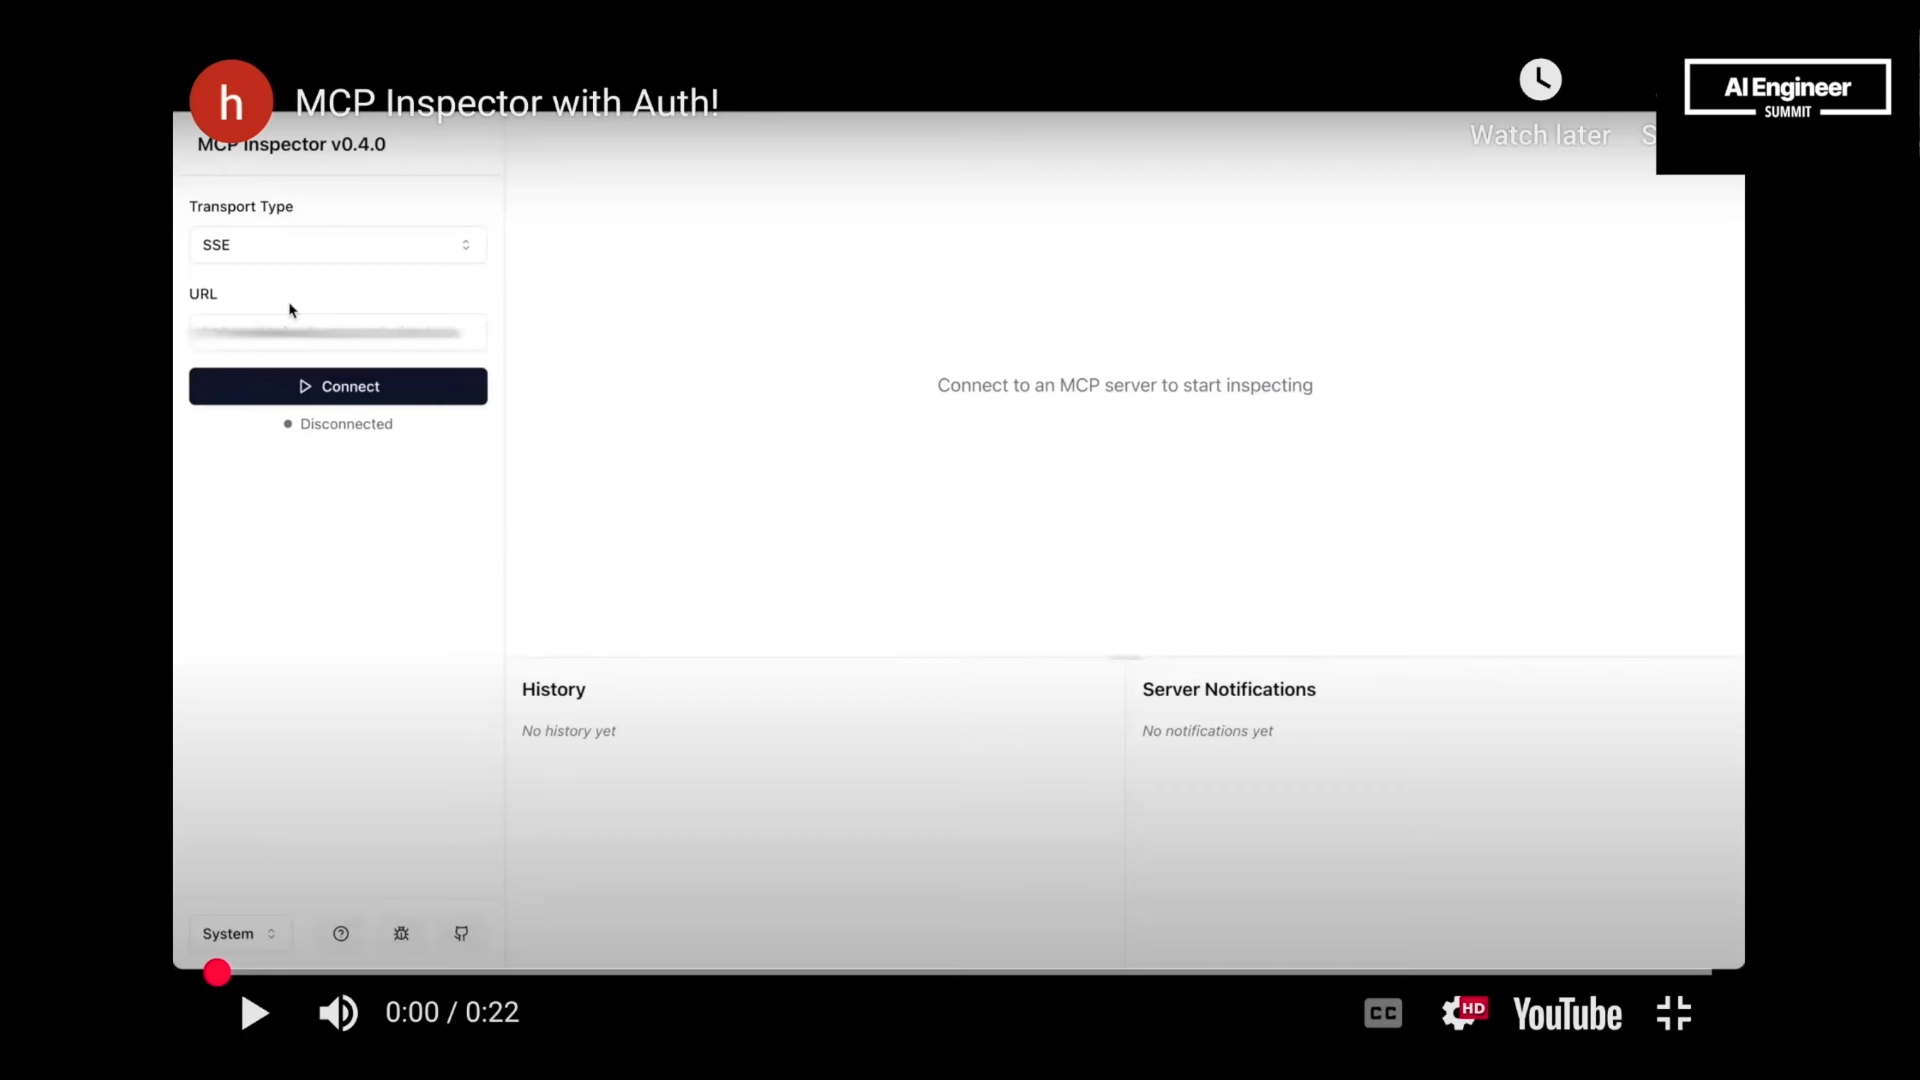 h
MCP Inspector with Auth!
Watch later
AI Engineer
SUMMIT
MCP Inspector v0.4.0
Transport Type
SSE
URL
Connect
Disconnected
Connect to an MCP server to start inspecting
History
No history yet
Server Notifications
No notifications yet
System
0:00 / 0:22
CC
HD
YouTube